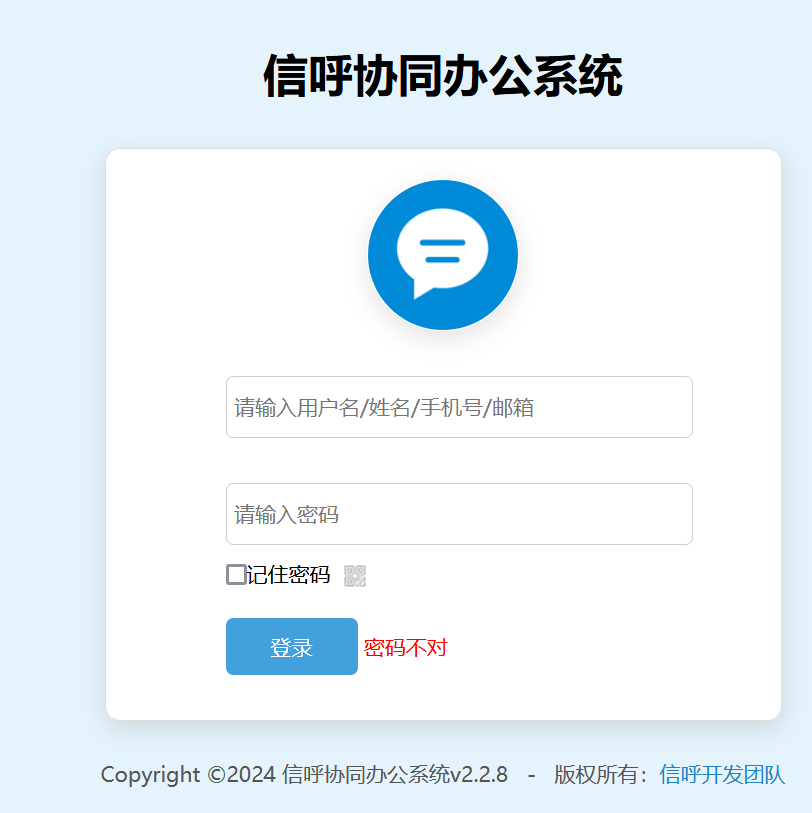 信呼协同办公系统
请输入用户名/姓名/手机号/邮箱
请输入密码
记住密码
登录 密码不对
Copyright ©2024 信呼协同办公系统v2.2.8 - 版权所有：信呼开发团队